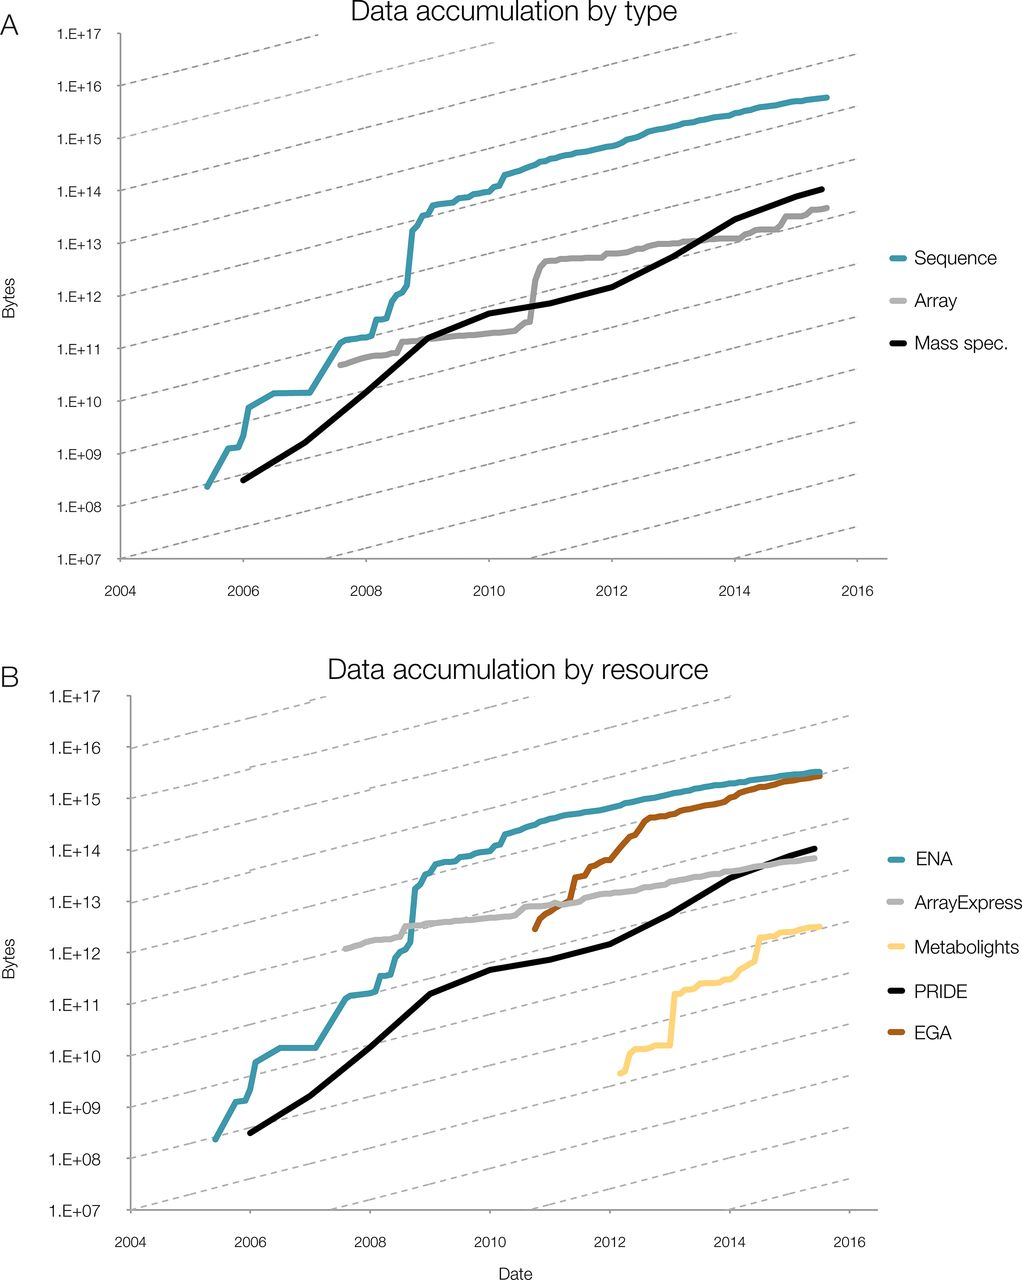 A
Data accumulation by type
1.E+17
1.E+16
1.E+15
1.E+14
1.E+13
1.E+12
1.E+11
1.E+10
1.E+09
1.E+08
1.E+07
Bytes
2004 2006 2008 2010 2012 2014 2016
Sequence
Array
Mass spec.
B
Data accumulation by resource
1.E+17
1.E+16
1.E+15
1.E+14
1.E+13
1.E+12
1.E+11
1.E+10
1.E+09
1.E+08
1.E+07
Bytes
2004 2006 2008 2010 2012 2014 2016
Date
ENA
ArrayExpress
Metabolights
PRIDE
EGA